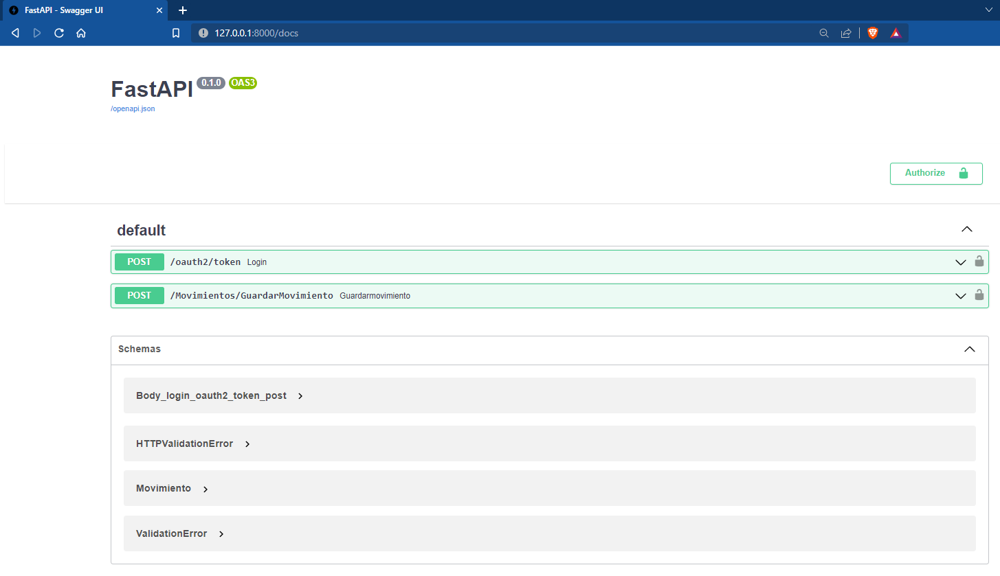 FastAPI - Swagger UI
127.0.0.1:8000/docs
FastAPI 0.1.0 OAS3
/openapi.json
Authorize
default
POST /oauth2/token Login
POST /Movimientos/GuardarMovimiento Guardarmovimiento
Schemas
Body_login_oauth2_token_post
HTTPValidationError
Movimiento
ValidationError